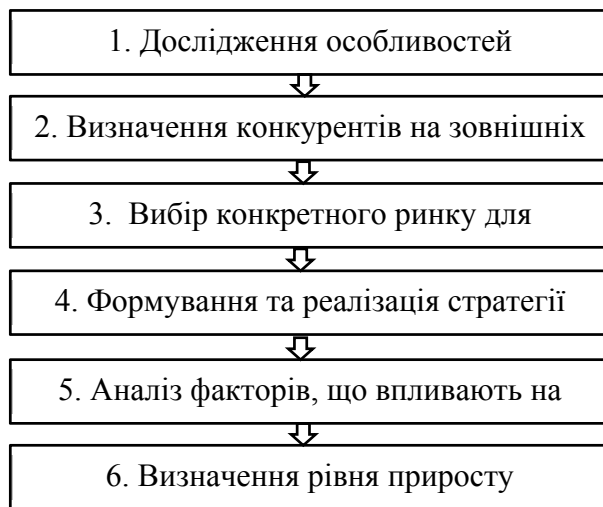 1. Дослідження особливостей
2. Визначення конкурентів на зовнішніх
3. Вибір конкретного ринку для
4. Формування та реалізація стратегії
5. Аналіз факторів, що впливають на
6. Визначення рівня приросту